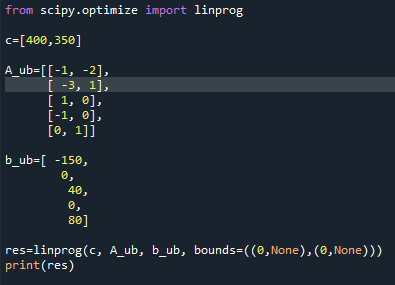 from scipy.optimize import linprog
c=[400,350]
A_ub=[[-1, -2],
[ -3, 1],
[ 1, 0],
[-1, 0],
[0, 1]]
b_ub=[ -150,
0,
40,
0,
80]
res=linprog(c, A_ub, b_ub, bounds=((0,None),(0,None)))
print(res)